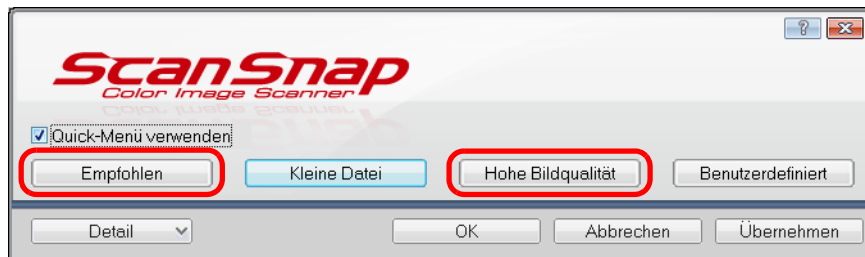 ScanSnap
Color Image Scanner
Quick-Menü verwenden
Empfohlen Kleine Datei Hohe Bildqualität Benutzerdefiniert
Detail OK Abbrechen Übernehmen